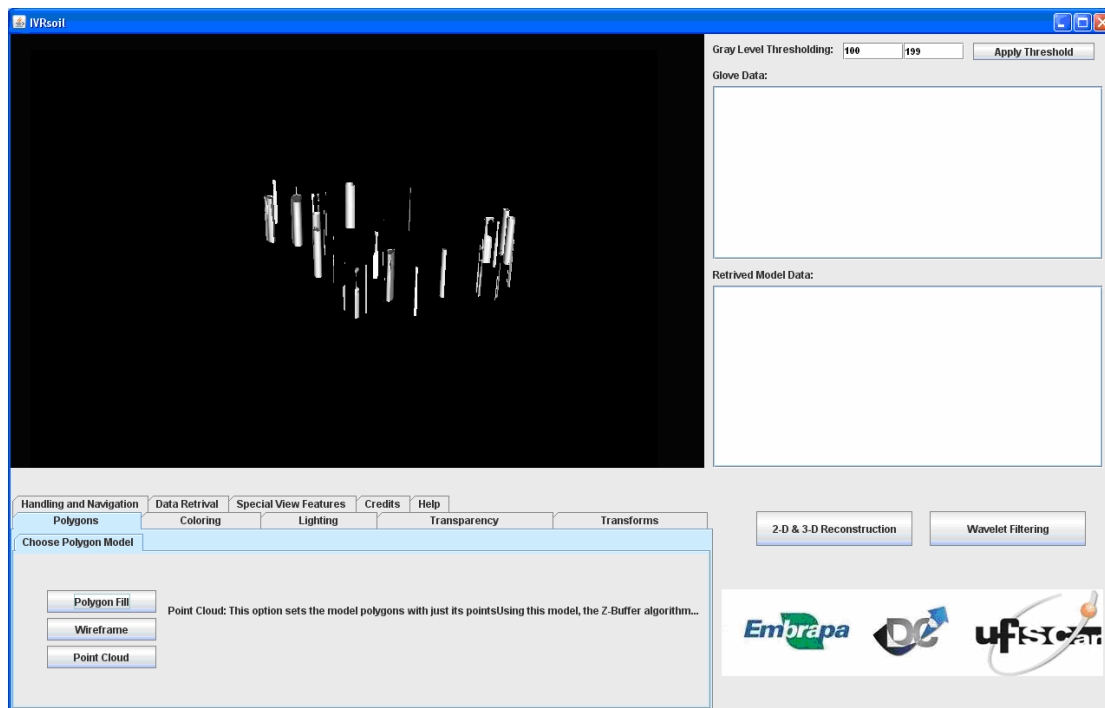 IVRsoil
Gray Level Thresholding: 100 199 Apply Threshold
Glove Data:
Retrived Model Data:
Handling and Navigation Data Retrival Special View Features Credits Help
Polygons Coloring Lighting Transparency Transforms
Choose Polygon Model
Polygon Fill
Wireframe
Point Cloud
Point Cloud: This option sets the model polygons with just its pointsUsing this model, the Z-Buffer algorithm...
2-D & 3-D Reconstruction Wavelet Filtering
Embrapa DC ufscar